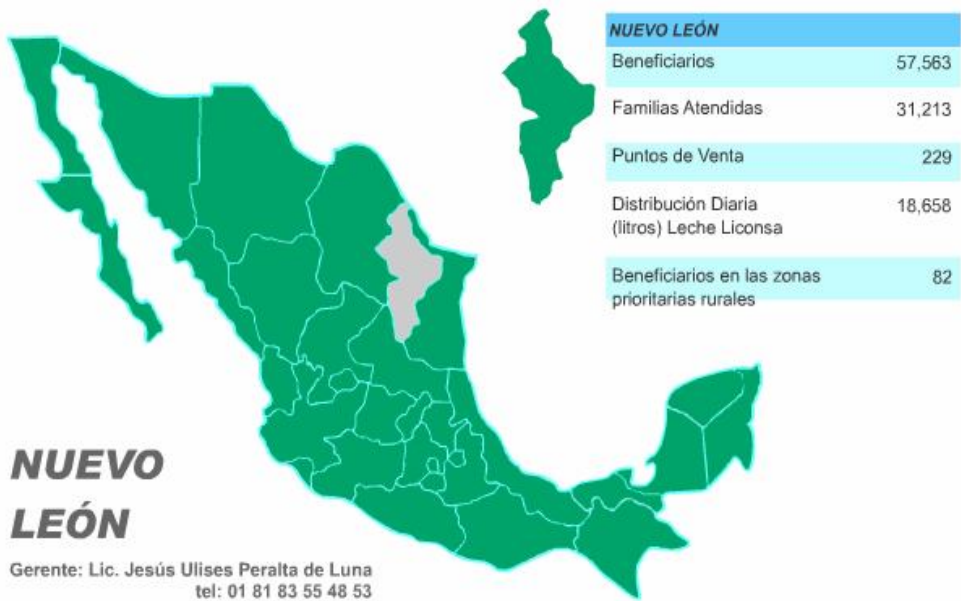 NUEVO LEÓN
Beneficiarios 57,563
Familias Atendidas 31,213
Puntos de Venta 229
Distribución Diaria 18,658
(litros) Leche Liconsa
Beneficiarios en las zonas 82
prioritarias rurales
NUEVO
LEÓN
Gerente: Lic. Jesús Ulises Peralta de Luna
tel: 01 81 83 55 48 53